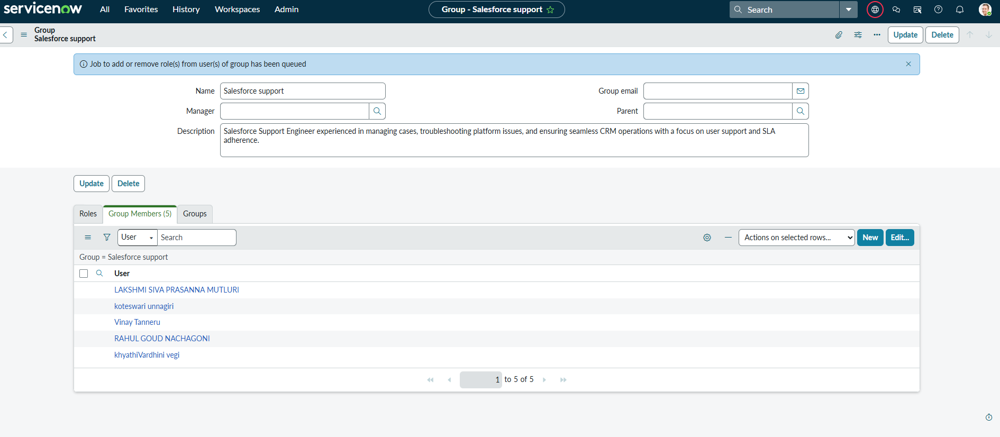 servicenow All Favorites History Workspaces Admin Group - Salesforce support Search
Group
Salesforce support
Update Delete
Job to add or remove role(s) from user(s) of group has been queued
Name Salesforce support Group email
Manager Parent
Description Salesforce Support Engineer experienced in managing cases, troubleshooting platform issues, and ensuring seamless CRM operations with a focus on user support and SLA
adherence.
Update Delete
Roles Group Members (5) Groups
User Search Actions on selected rows... New Edit...
Group = Salesforce support
User
LAKSHMI SIVA PRASANNA MUTLURI
koteswari unnagiri
Vinay Tanneru
RAHUL GOUD NACHAGONI
khyathiVardhini vegi
1 to 5 of 5